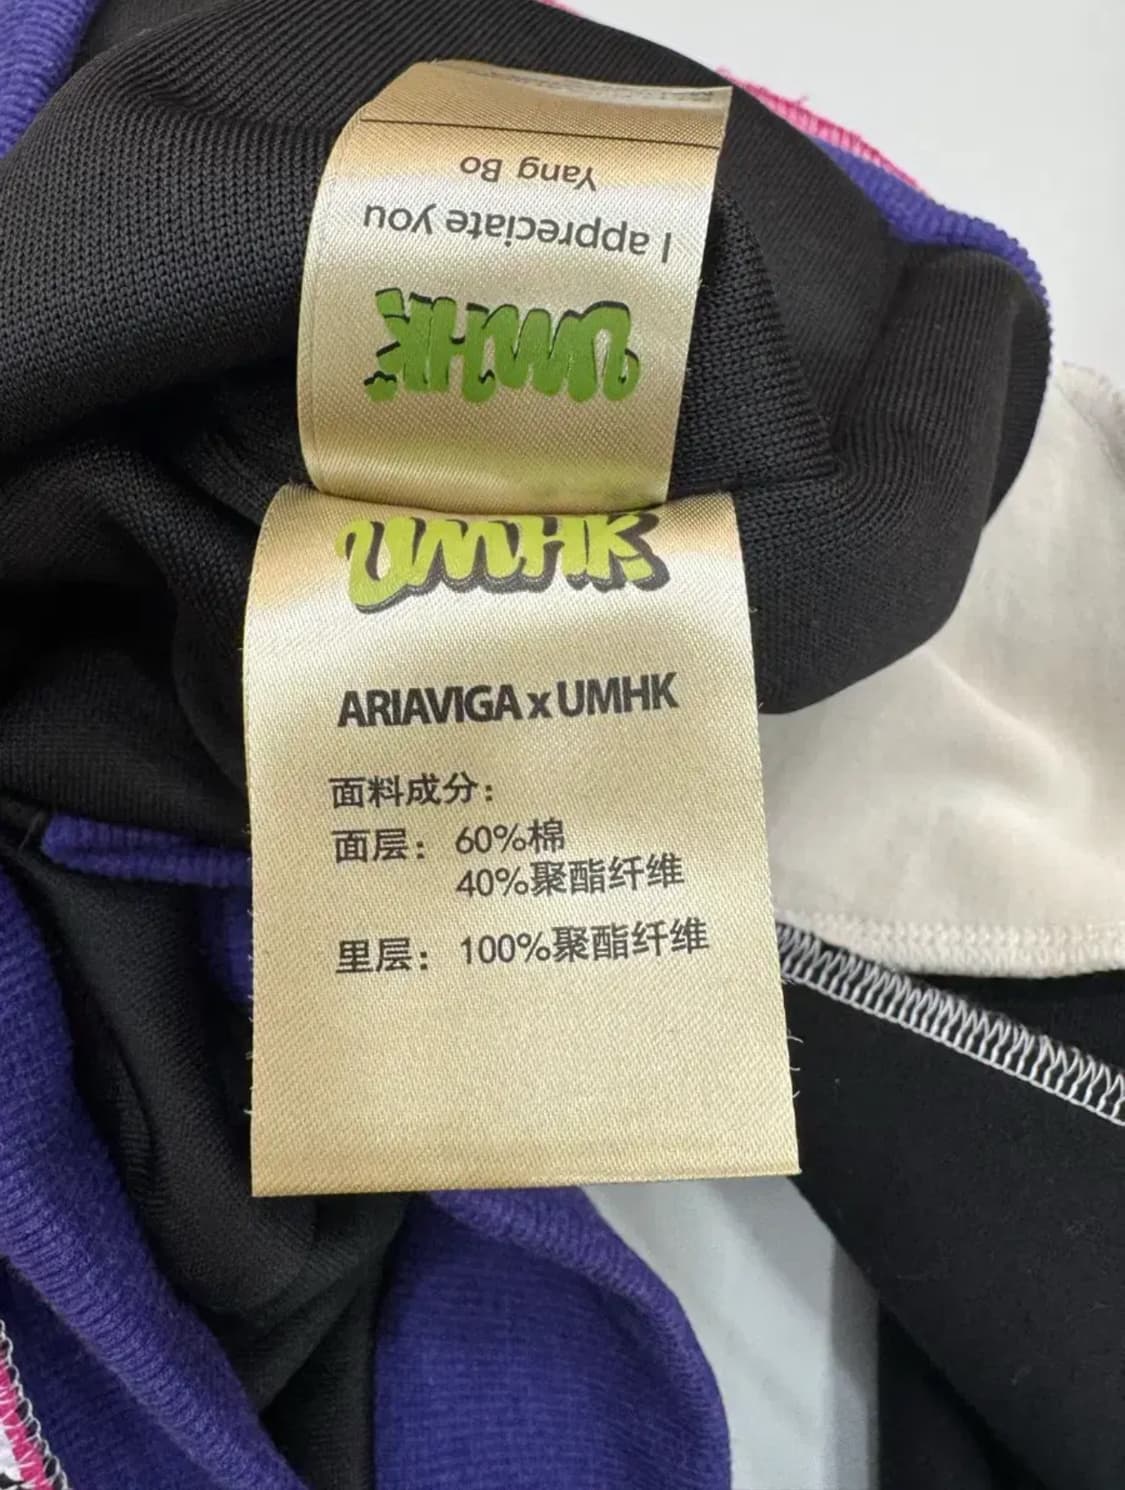 Yang Bo
I appreciate you
UMHK
UMHK
ARIAVIGA x UMHK
面料成分：
面层： 60%棉
40%聚酯纤维
里层： 100%聚酯纤维